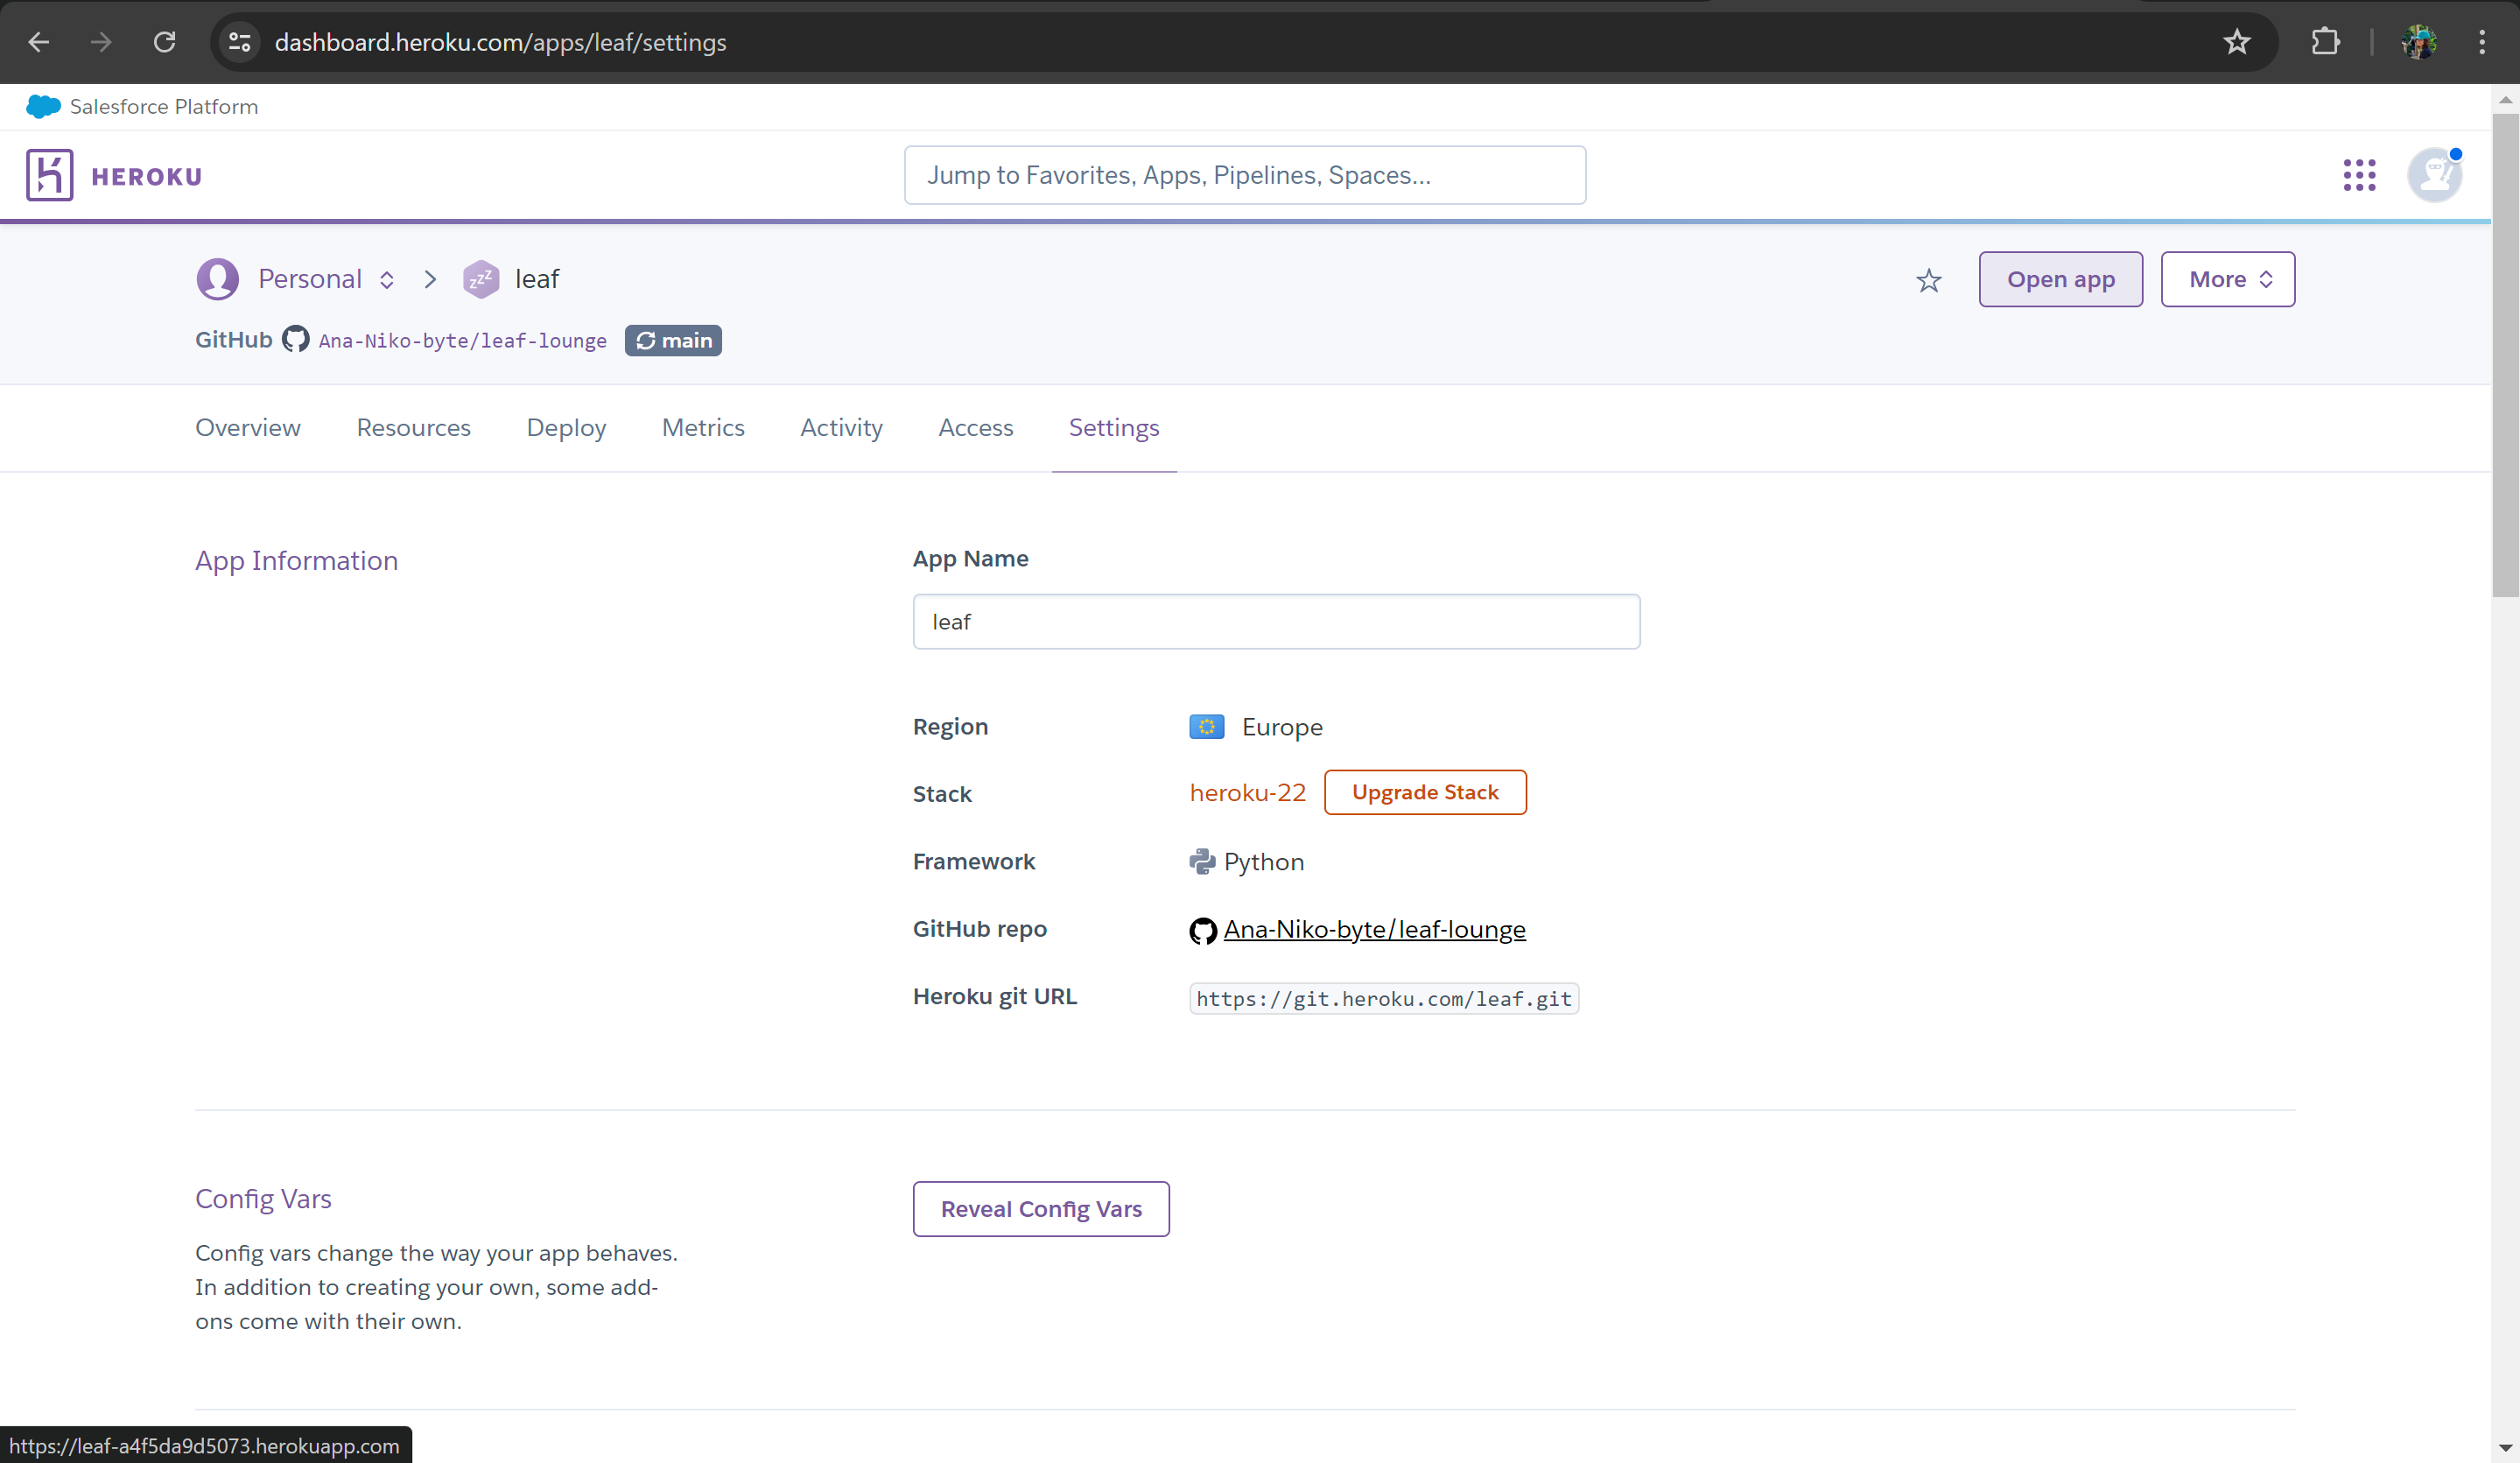 dashboard.heroku.com/apps/leaf/settings
Salesforce Platform
HEROKU
Jump to Favorites, Apps, Pipelines, Spaces...
Personal
zzz
leaf
Open app
More
GitHub Ana-Niko-byte/leaf-lounge main
Overview Resources Deploy Metrics Activity Access Settings
App Information
App Name
leaf
Region Europe
Stack heroku-22 Upgrade Stack
Framework Python
GitHub repo Ana-Niko-byte/leaf-lounge
Heroku git URL https://git.heroku.com/leaf.git
Config Vars
Reveal Config Vars
Config vars change the way your app behaves.
In addition to creating your own, some add-
ons come with their own.
https://leaf-a4f5da9d5073.herokuapp.com